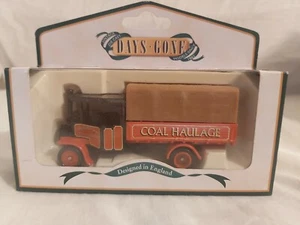 DAYS·GONE
COAL HAULAGE
Designed in England